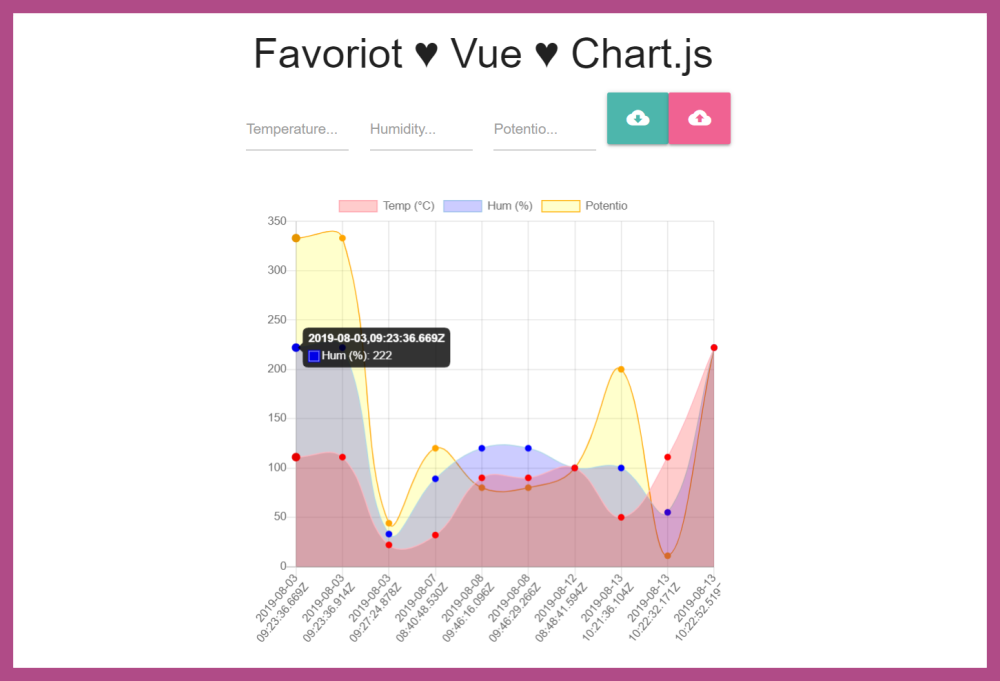 Favoriot ♥ Vue ♥ Chart.js
Temperature... Humidity... Potentio...
Temp (°C) Hum (%) Potentio
350
300
250
2019-08-03,09:23:36.669Z
Hum (%): 222
200
150
100
50
0
2019-08-03
09:23:36.669Z
2019-08-03
09:23:36.914Z
2019-08-03
09:27:24.878Z
2019-08-07
08:40:48.530Z
2019-08-08
09:46:16.096Z
2019-08-08
09:46:29.266Z
2019-08-12
08:48:41.594Z
2019-08-13
10:21:36.104Z
2019-08-13
10:22:32.171Z
2019-08-13
10:22:52.519